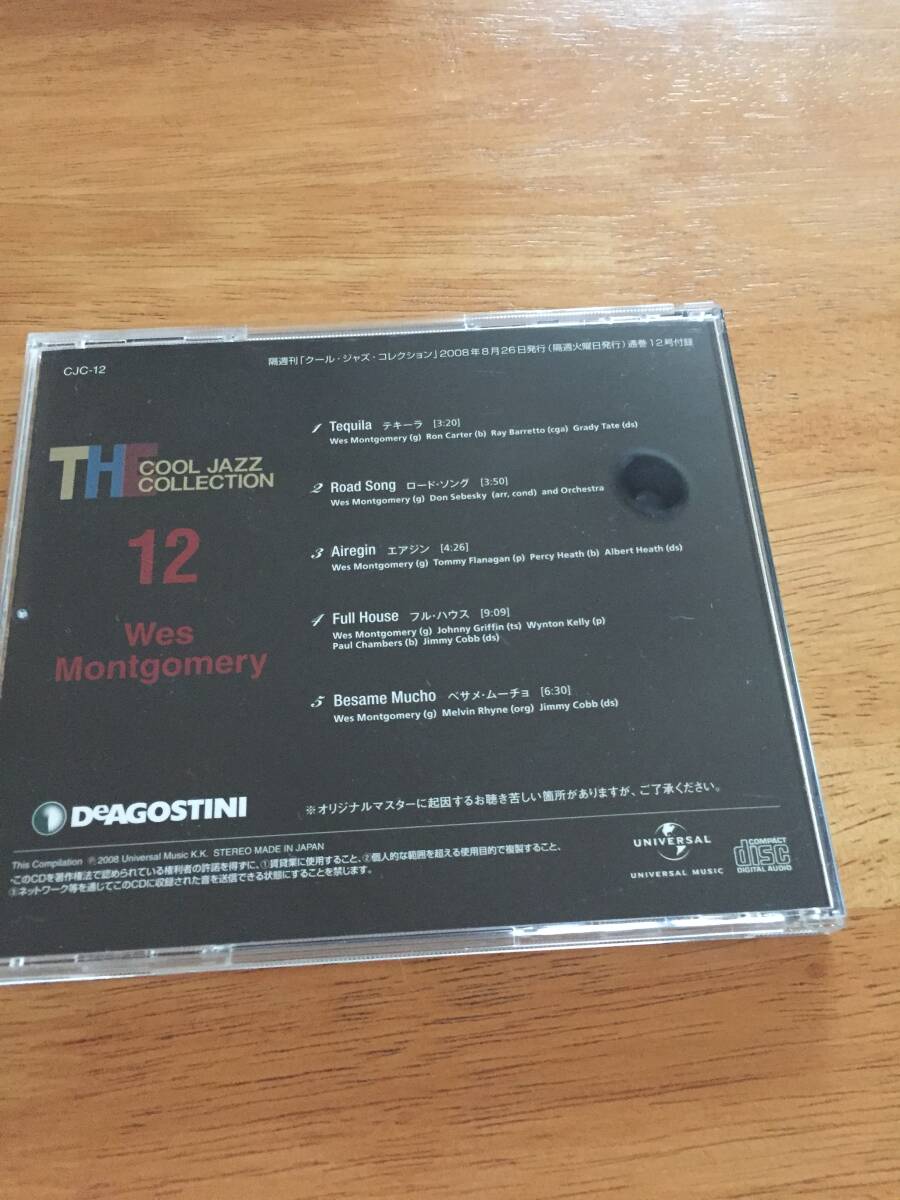 隔週刊「クール・ジャズ・コレクション」2008年8月26日発行(隔週火曜日発行)通巻12号付録
CJC-12
THE COOL JAZZ COLLECTION
12
Wes
Montgomery
1 Tequila テキーラ [3:20]
Wes Montgomery (g) Ron Carter (b) Ray Barretto (cga) Grady Tate (ds)
2 Road Song ロード・ソング [3:50]
Wes Montgomery (g) Don Sebesky (arr, cond) and Orchestra
3 Airegin エアジン [4:26]
Wes Montgomery (g) Tommy Flanagan (p) Percy Heath (b) Albert Heath (ds)
4 Full House フル・ハウス [9:09]
Wes Montgomery (g) Johnny Griffin (ts) Wynton Kelly (p)
Paul Chambers (b) Jimmy Cobb (ds)
5 Besame Mucho ベサメ・ムーチョ [6:30]
Wes Montgomery (g) Melvin Rhyne (org) Jimmy Cobb (ds)
DeAGOSTINI
※オリジナルマスターに起因するお聴き苦しい箇所がありますが、ご了承ください。
This Compilation ℗ 2008 Universal Music K.K. STEREO MADE IN JAPAN
・このCDを著作権法で認められている権利者の許諾を得ずに、①賃貸業に使用すること、②個人的な範囲を超える使用目的で複製すること、
③ネットワーク等を通じてこのCDに収録された音を送信できる状態にすることを禁じます。
UNIVERSAL
UNIVERSAL MUSIC
COMPACT
disc
DIGITAL AUDIO